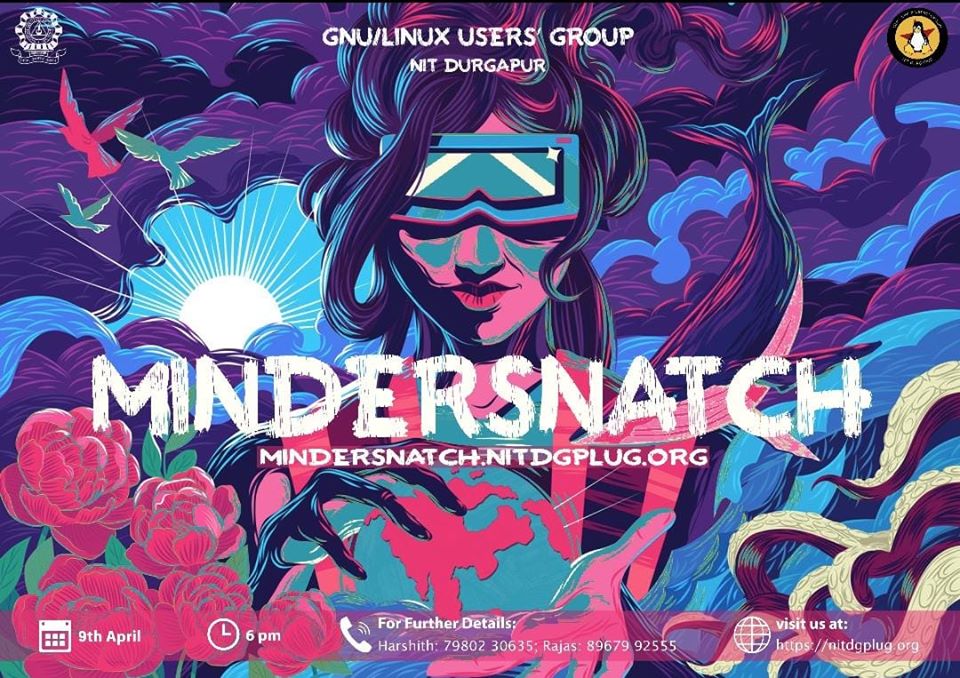 GNU/LINUX USERS' GROUP
NIT DURGAPUR
MINDERSNATCH
MINDERSNATCH.NITDGPLUG.ORG
9th April
6 pm
For Further Details:
Harshith: 79802 30635; Rajas: 89679 92555
visit us at:
https://nitdgplug.org